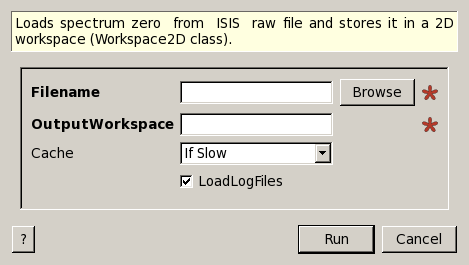 Loads spectrum zero from ISIS raw file and stores it in a 2D
workspace (Workspace2D class).
Filename
Browse *
OutputWorkspace
*
Cache If Slow
LoadLogFiles
? Run Cancel